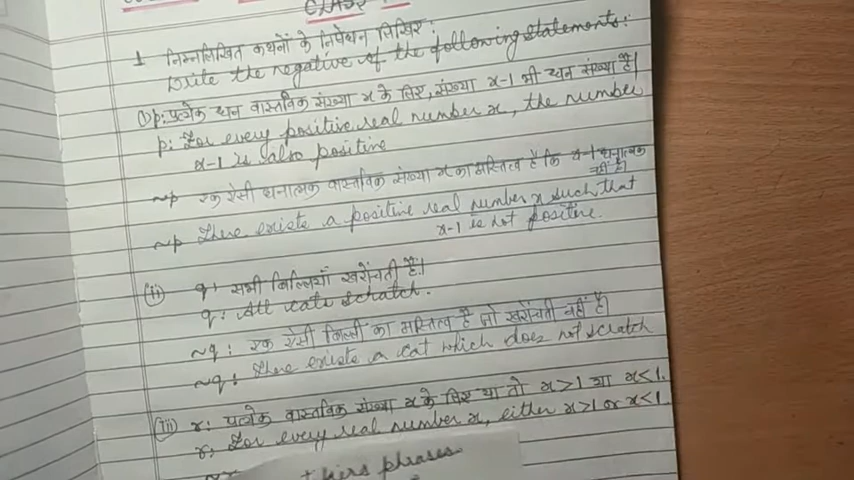 CLASS
1 निम्नलिखित कथनों के निषेधन लिखिए :
Write the negative of the following statements:
(i) p: प्रत्येक धन वास्तविक संख्या x के लिए, संख्या x-1 भी धन संख्या है।
p: For every positive real number x, the number
x-1 is also positive
~p एक ऐसी धनात्मक वास्तविक संख्या x का अस्तित्व है कि x-1 धनात्मक
नहीं है।
~p There exists a positive real number x such that
x-1 is not positive.
(ii) q: सभी बिल्लियाँ खरोंचती हैं।
q: All cats scratch.
~q: एक ऐसी बिल्ली का अस्तित्व है जो खरोंचती नहीं है।
~q: There exists a cat which does not scratch
(iii) r: प्रत्येक वास्तविक संख्या x के लिए या तो x>1 या x<1.
r: For every real number x, either x>1 or x<1
phrases